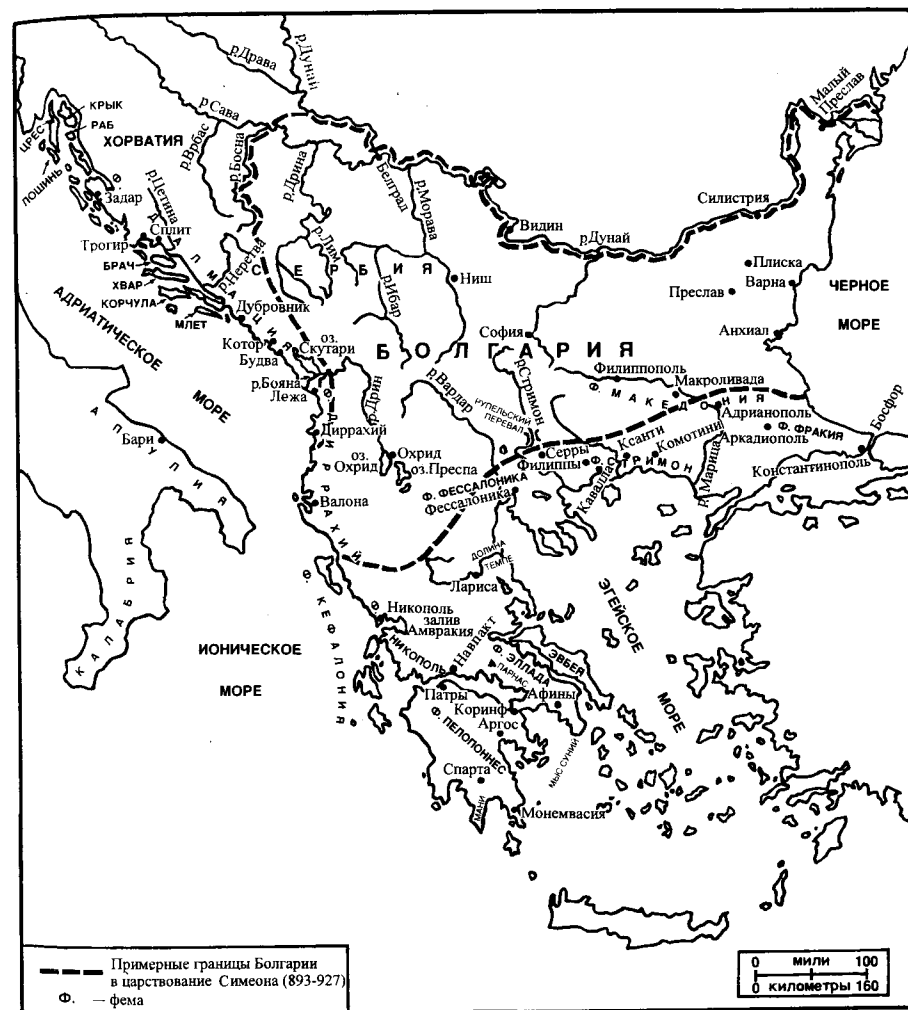 р.Драва
р.Дунай
р.Сава
КРЫК
РАБ
ЦРЕС
ЛОШИНЬ
ХОРВАТИЯ
р.Врбас
р.Босна
р.Дрина
Белград
р.Морава
Малый
Преслав
Силистрия
Видин
р.Дунай
Задар
Ф.
р.Цетина
ДАЛМАЦИЯ
Трогир
Сплит
БРАЧ
ХВАР
КОРЧУЛА
МЛЕТ
р.Неретва
СЕРБИЯ
р.Лим
р.Ибар
Ниш
Плиска
Преслав
Варна
ЧЕРНОЕ
МОРЕ
АДРИАТИЧЕСКОЕ
МОРЕ
Дубровник
Котор
Будва
оз.
Скутари
р.Бояна
Лежа
БОЛГАРИЯ
София
Анхиал
р.Дрин
р.Вардар
р.Стримон
РУПЕЛЬСКИЙ
ПЕРЕВАЛ
Филиппополь
Ф. МАКЕДОНИЯ
Макроливада
Адрианополь
Ф. ФРАКИЯ
Аркадиополь
Босфор
Константинополь
АПУЛИЯ
Бари
КАЛАБРИЯ
Ф. ДИРРАХИЙ
Диррахий
оз.
Охрид
Охрид
оз.Преспа
Валона
Серры
Филиппы
Ксанти
Комотини
Ф. СТРИМОН
р.Марица
Ф. ФЕССАЛОНИКА
Фессалоника
ДОЛИНА
ТЕМПЕ
Лариса
ЭГЕЙСКОЕ
МОРЕ
Ф. КЕФАЛОНИЯ
ИОНИЧЕСКОЕ
МОРЕ
Ф.
НИКОПОЛЬ
Никополь
залив
Амвракия
Навпакт
Ф. ЭЛЛАДА
ЭВБЕЯ
ПАРНАС
Патры
Афины
Коринф
Аргос
Ф. ПЕЛОПОННЕС
МЫС СУНИЙ
Спарта
МАНИ
Монемвасия
Примерные границы Болгарии
в царствование Симеона (893-927)
Ф. — фема
0 МИЛИ 100
0 КИЛОМЕТРЫ 160